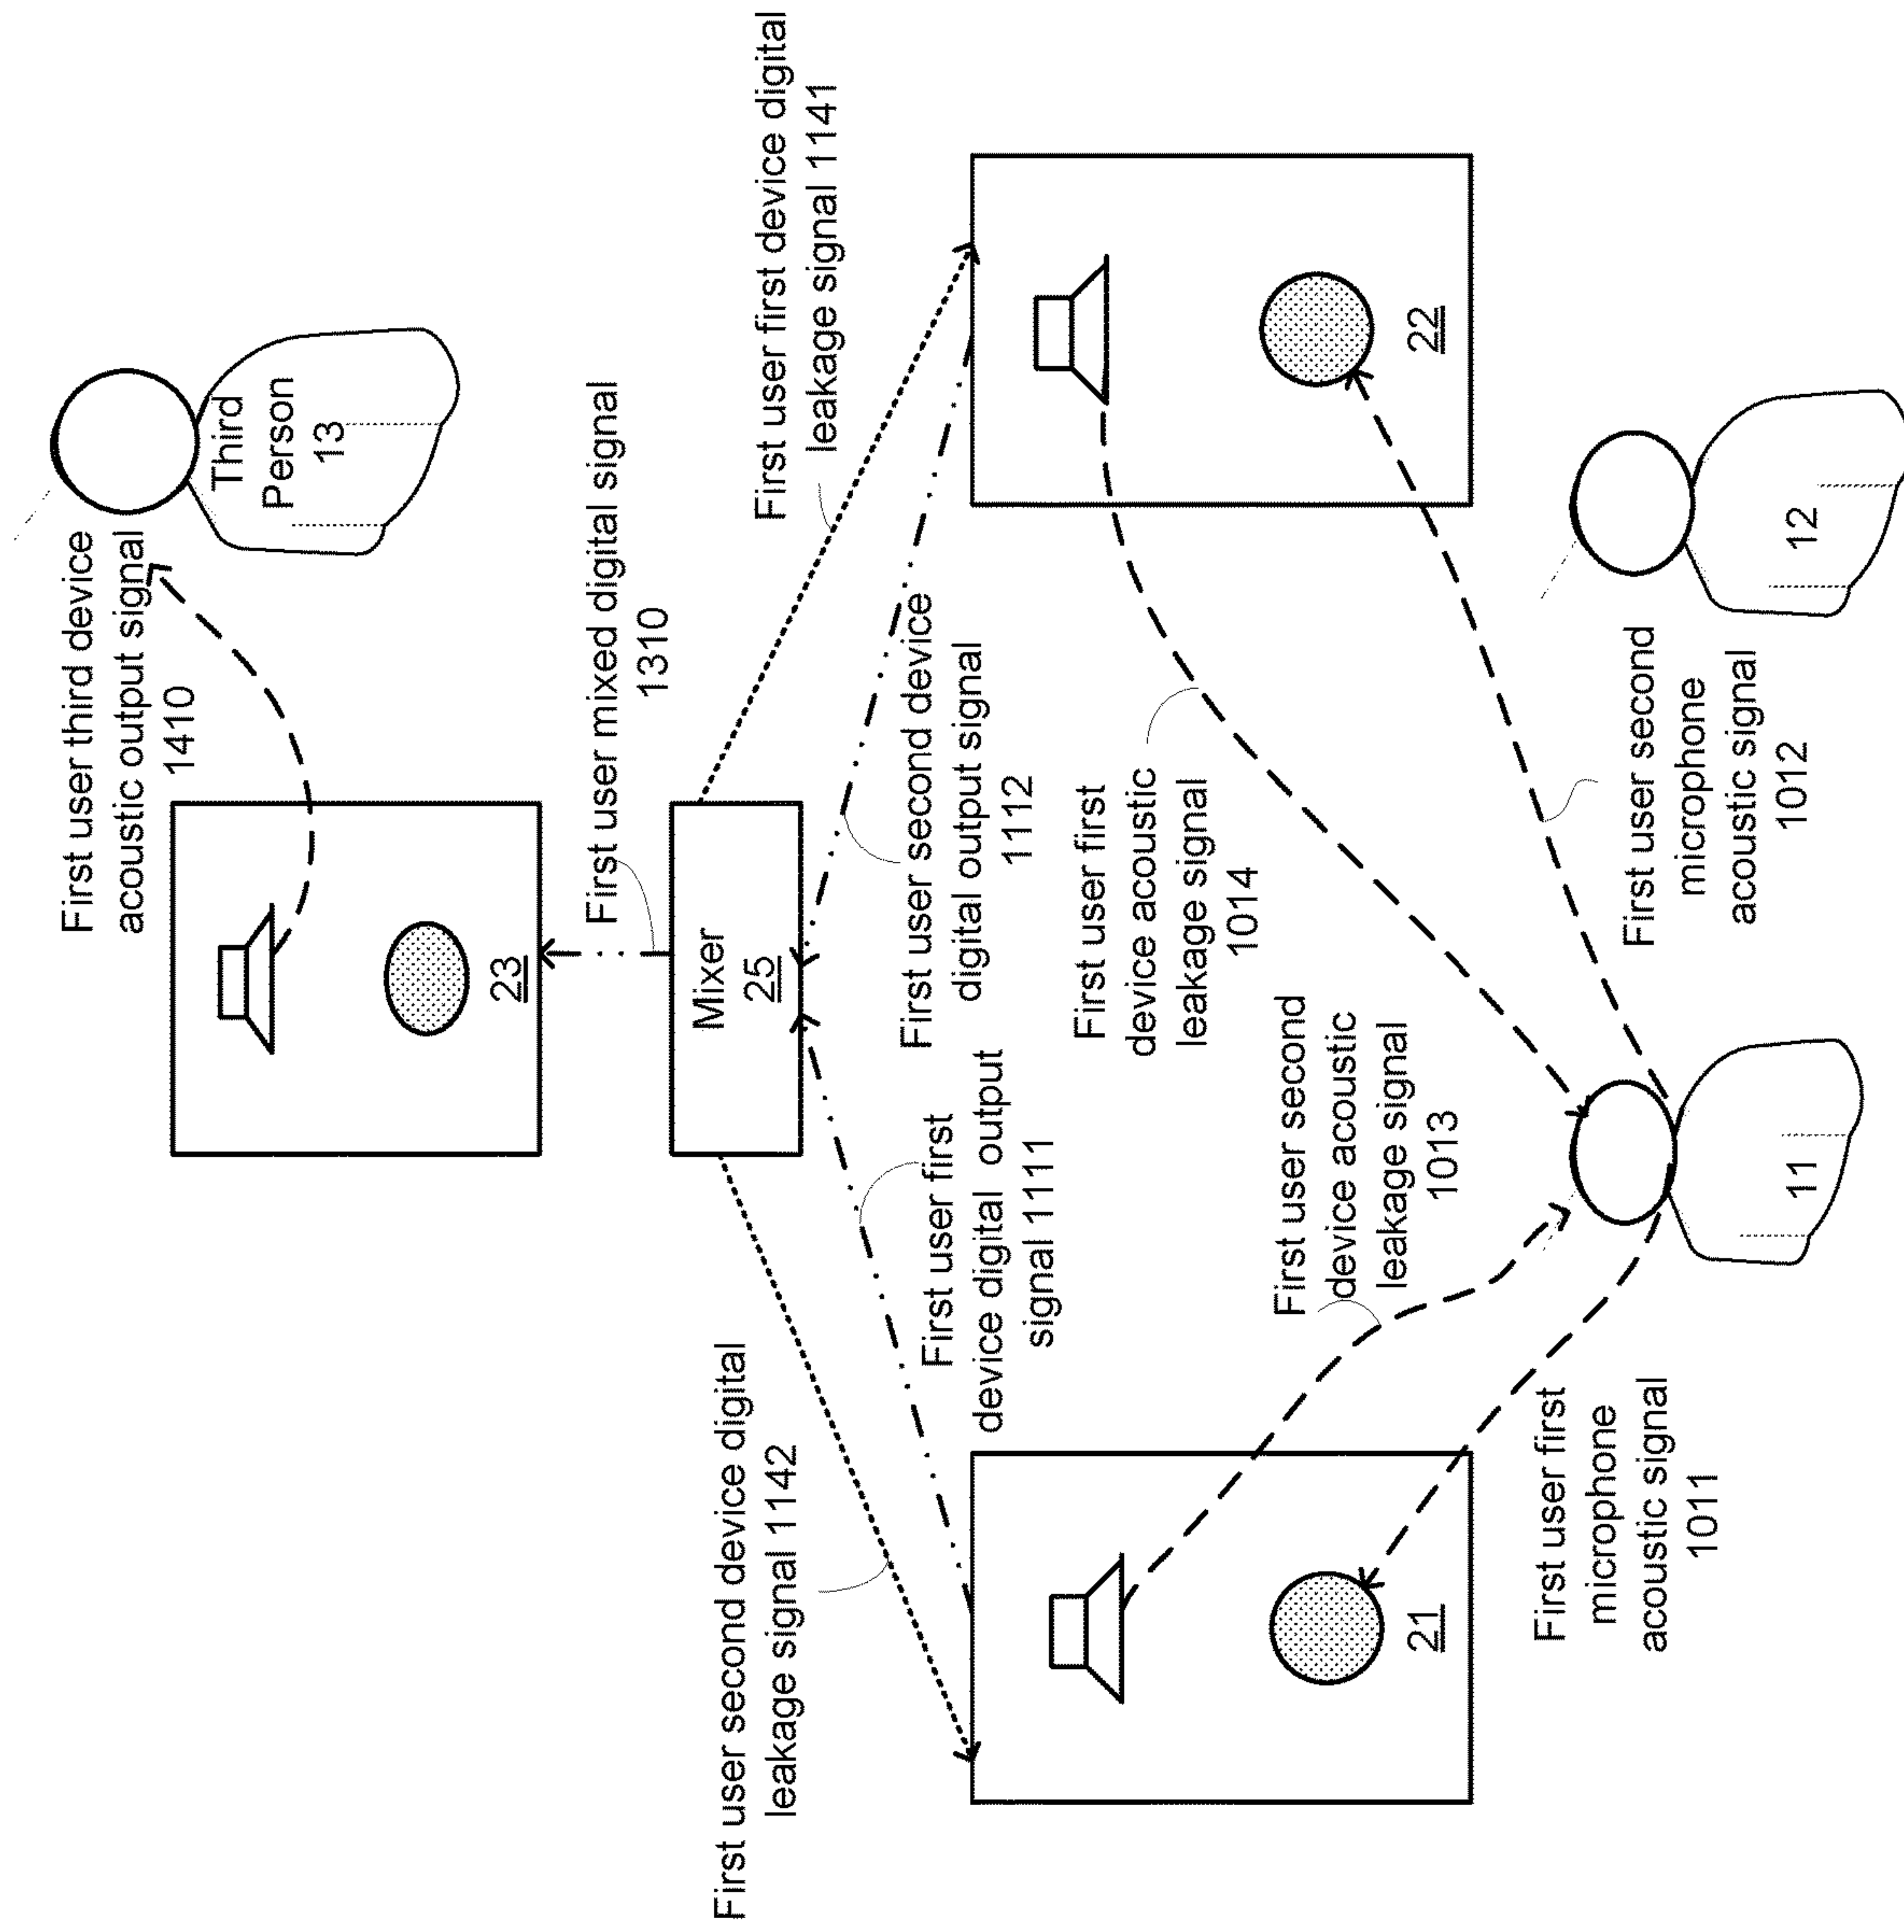 First user third device
acoustic output signal
1410
Third
Person
13
23
First user mixed digital signal
1310
Mixer
25
First user second device digital
leakage signal 1142
First user first device digital
leakage signal 1141
First user first
device digital output
signal 1111
First user second device
digital output signal
1112
First user first
device acoustic
leakage signal
1014
First user second
device acoustic
leakage signal
1013
21
22
First user first
microphone
acoustic signal
1011
11
First user second
microphone
acoustic signal
1012
12